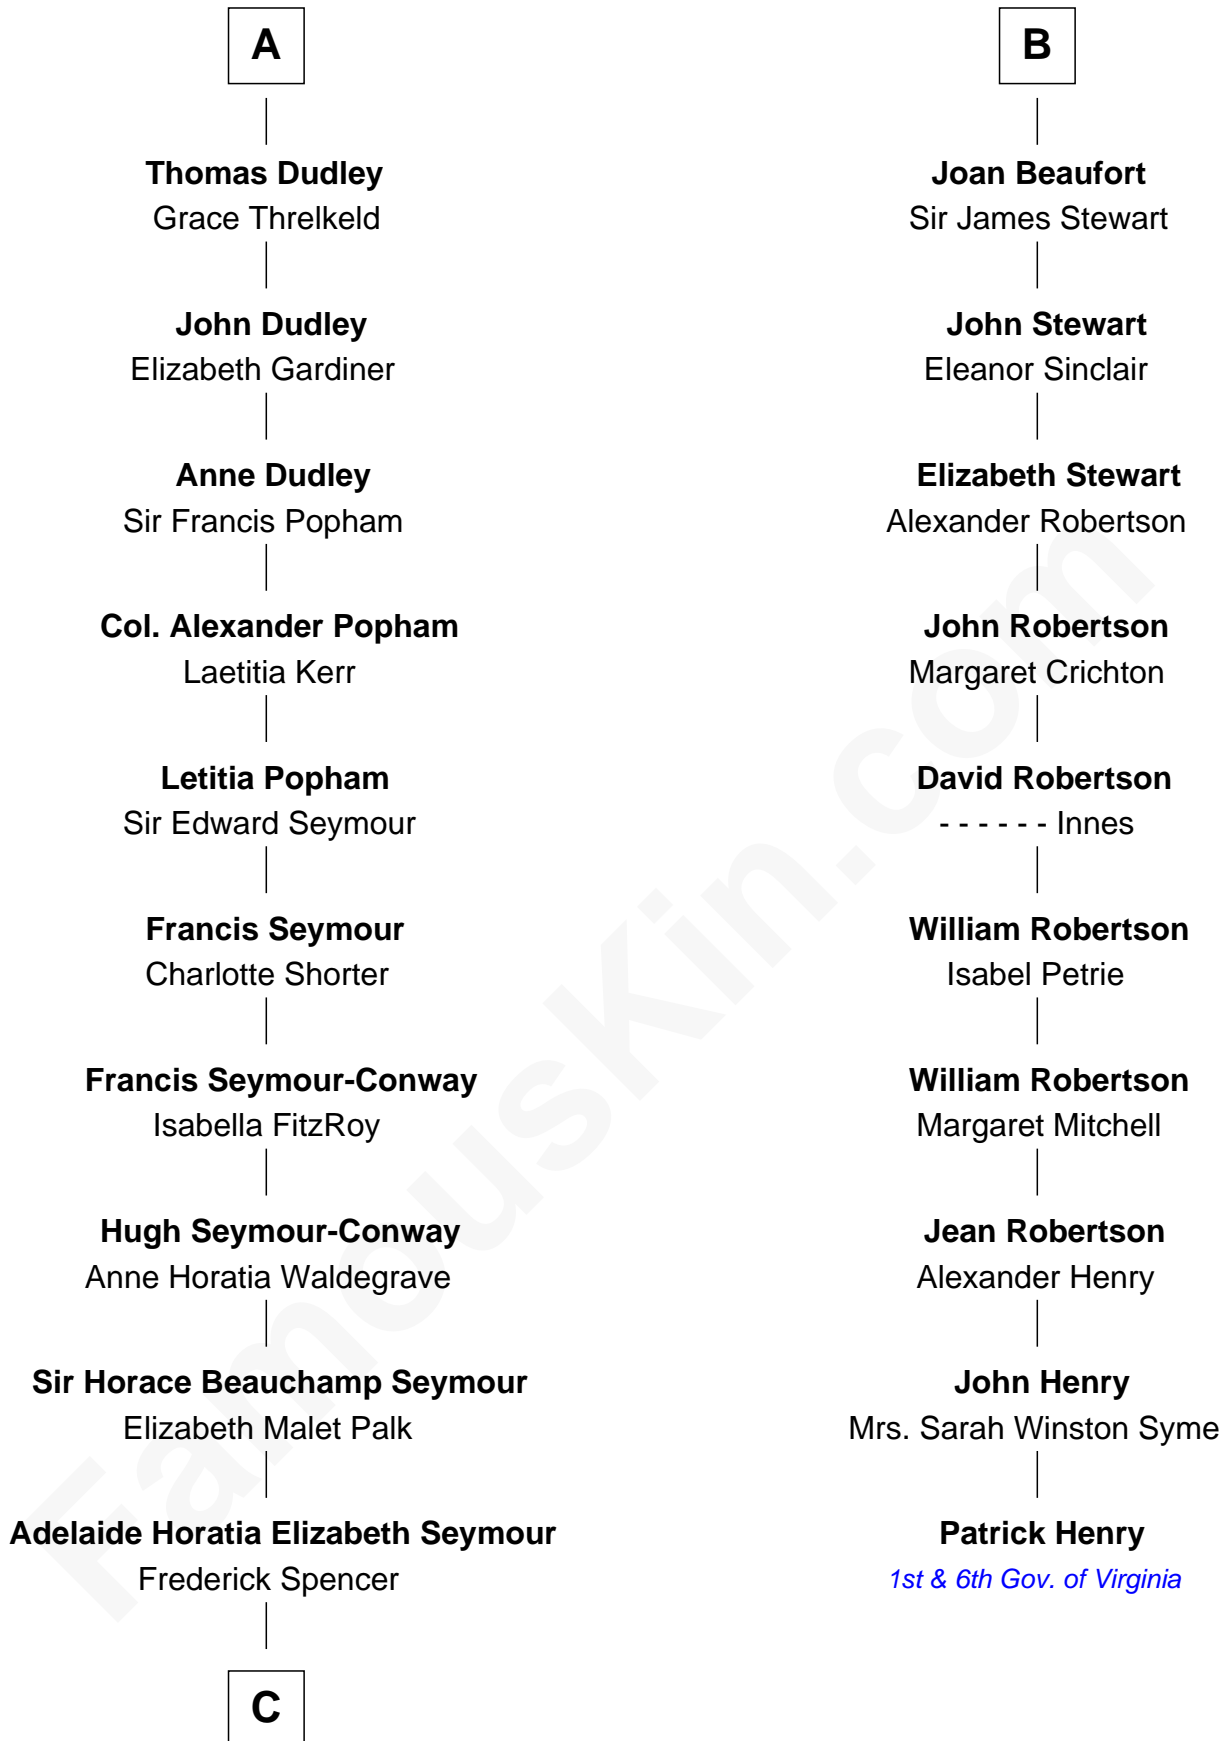 A
Thomas Dudley
Grace Threlkeld
John Dudley
Elizabeth Gardiner
Anne Dudley
Sir Francis Popham
Col. Alexander Popham
Laetitia Kerr
Letitia Popham
Sir Edward Seymour
Francis Seymour
Charlotte Shorter
Francis Seymour-Conway
Isabella FitzRoy
Hugh Seymour-Conway
Anne Horatia Waldegrave
Sir Horace Beauchamp Seymour
Elizabeth Malet Palk
Adelaide Horatia Elizabeth Seymour
Frederick Spencer
C
B
Joan Beaufort
Sir James Stewart
John Stewart
Eleanor Sinclair
Elizabeth Stewart
Alexander Robertson
John Robertson
Margaret Crichton
David Robertson
- - - - - - Innes
William Robertson
Isabel Petrie
William Robertson
Margaret Mitchell
Jean Robertson
Alexander Henry
John Henry
Mrs. Sarah Winston Syme
Patrick Henry
1st & 6th Gov. of Virginia
FamousKin.com